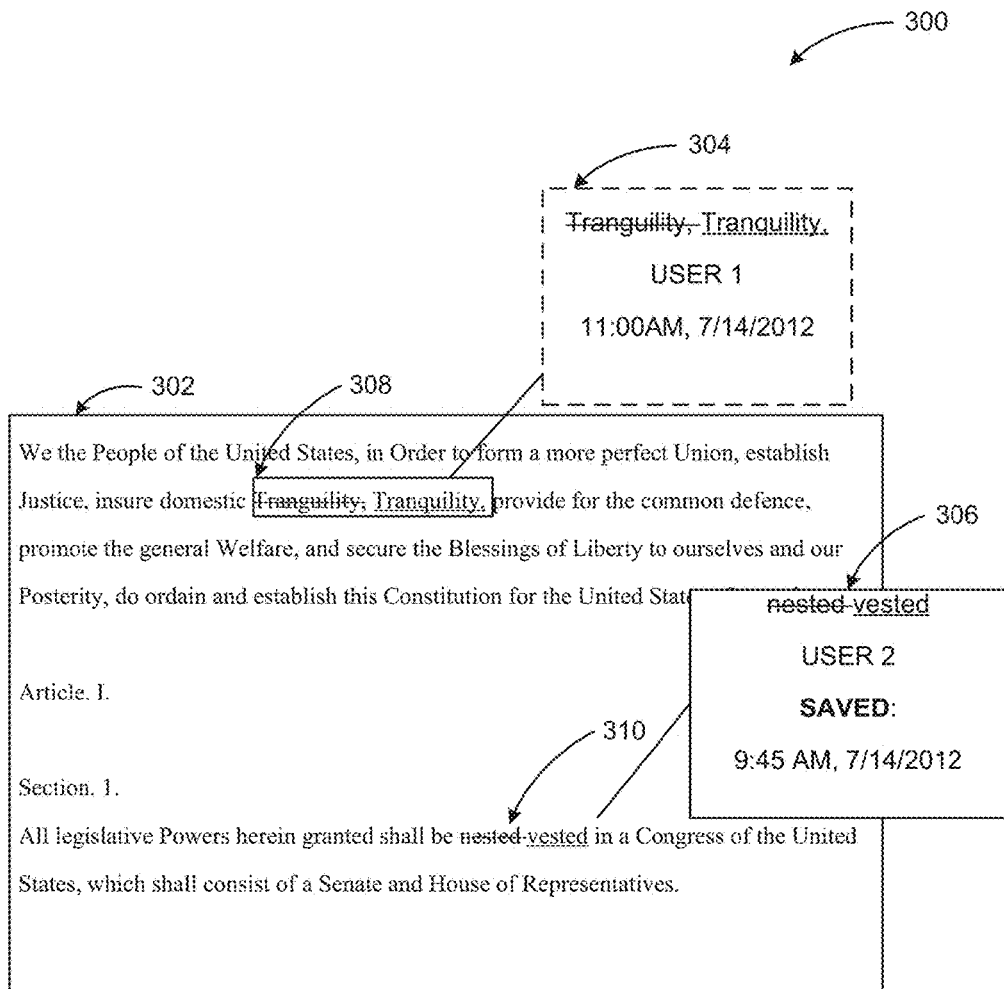 300
304
Tranguility, Tranquility,
USER 1
11:00AM, 7/14/2012
302
308
We the People of the United States, in Order to form a more perfect Union, establish
Justice, insure domestic Tranguility, Tranquility, provide for the common defence,
306
promote the general Welfare, and secure the Blessings of Liberty to ourselves and our
Posterity, do ordain and establish this Constitution for the United
nested vested
USER 2
SAVED:
9:45 AM, 7/14/2012
Article. I.
310
Section. 1.
All legislative Powers herein granted shall be nested vested in a Congress of the United
States, which shall consist of a Senate and House of Representatives.